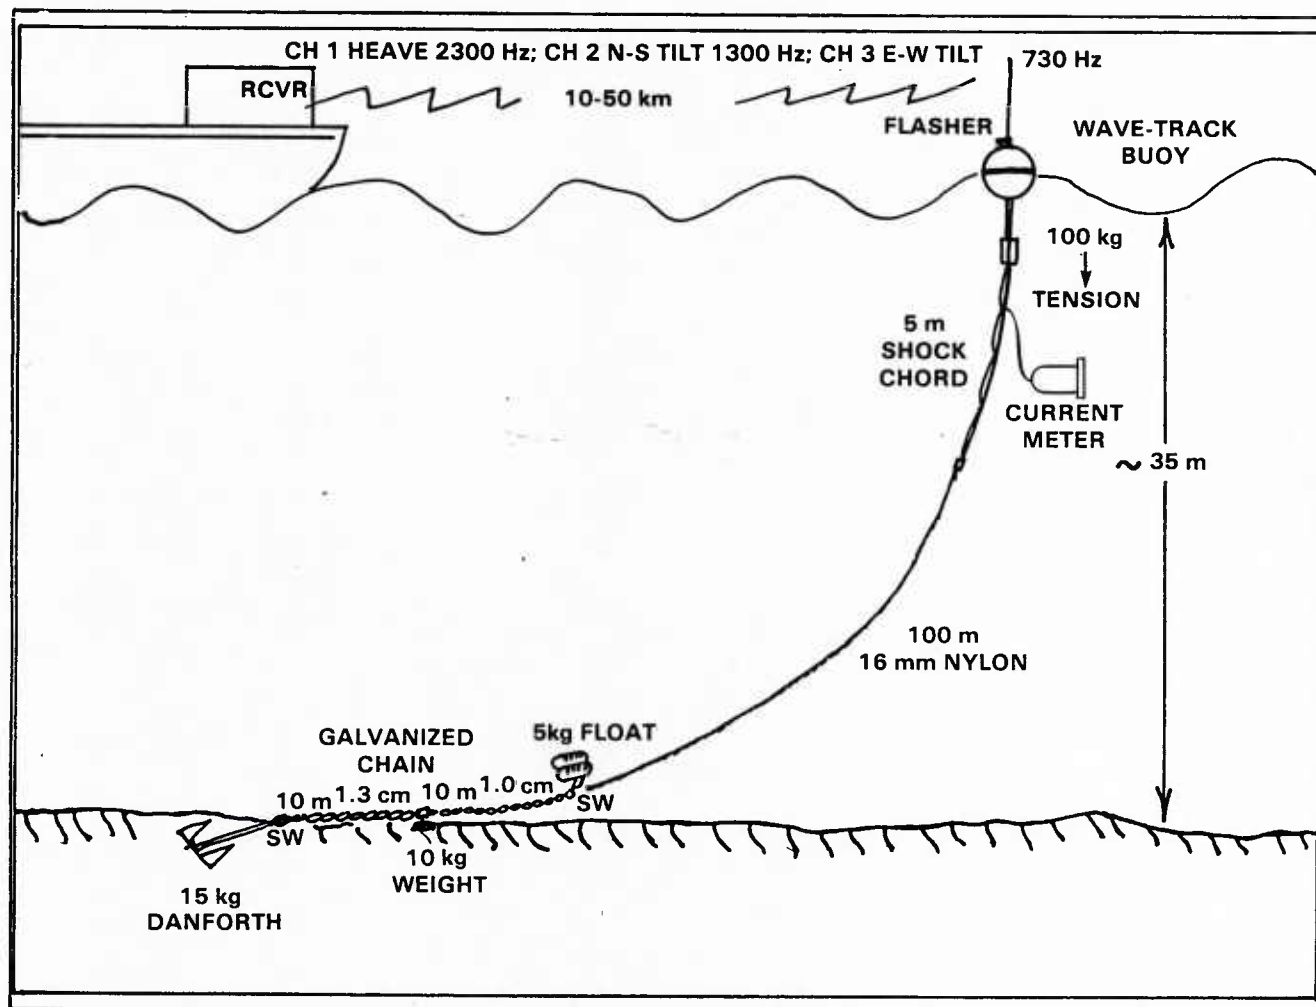 CH 1 HEAVE 2300 Hz; CH 2 N-S TILT 1300 Hz; CH 3 E-W TILT 730 Hz
RCVR
10-50 km
FLASHER
WAVE-TRACK
BUOY
100 kg
TENSION
5 m
SHOCK
CHORD
CURRENT
METER
~ 35 m
100 m
16 mm NYLON
5kg FLOAT
GALVANIZED
CHAIN
10 m 1.3 cm 10 m 1.0 cm
SW
SW
10 kg
WEIGHT
15 kg
DANFORTH